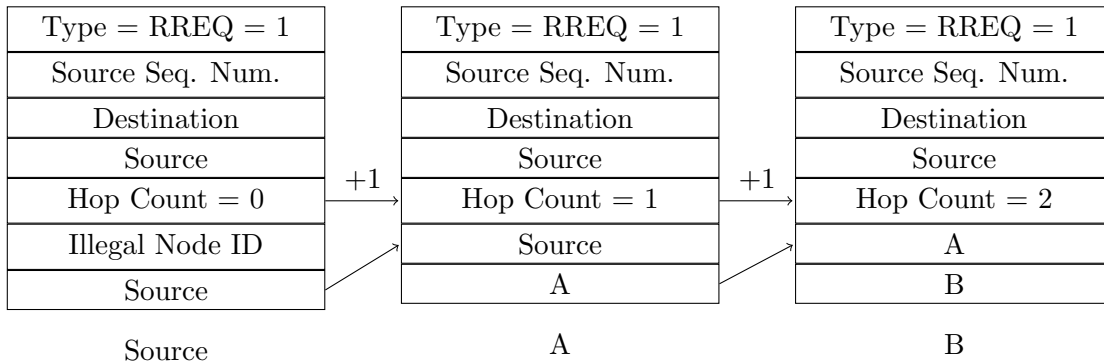 Type = RREQ = 1
Source Seq. Num.
Destination
Source
Hop Count = 0
Illegal Node ID
Source
Source
+1
Type = RREQ = 1
Source Seq. Num.
Destination
Source
Hop Count = 1
Source
A
A
+1
Type = RREQ = 1
Source Seq. Num.
Destination
Source
Hop Count = 2
A
B
B